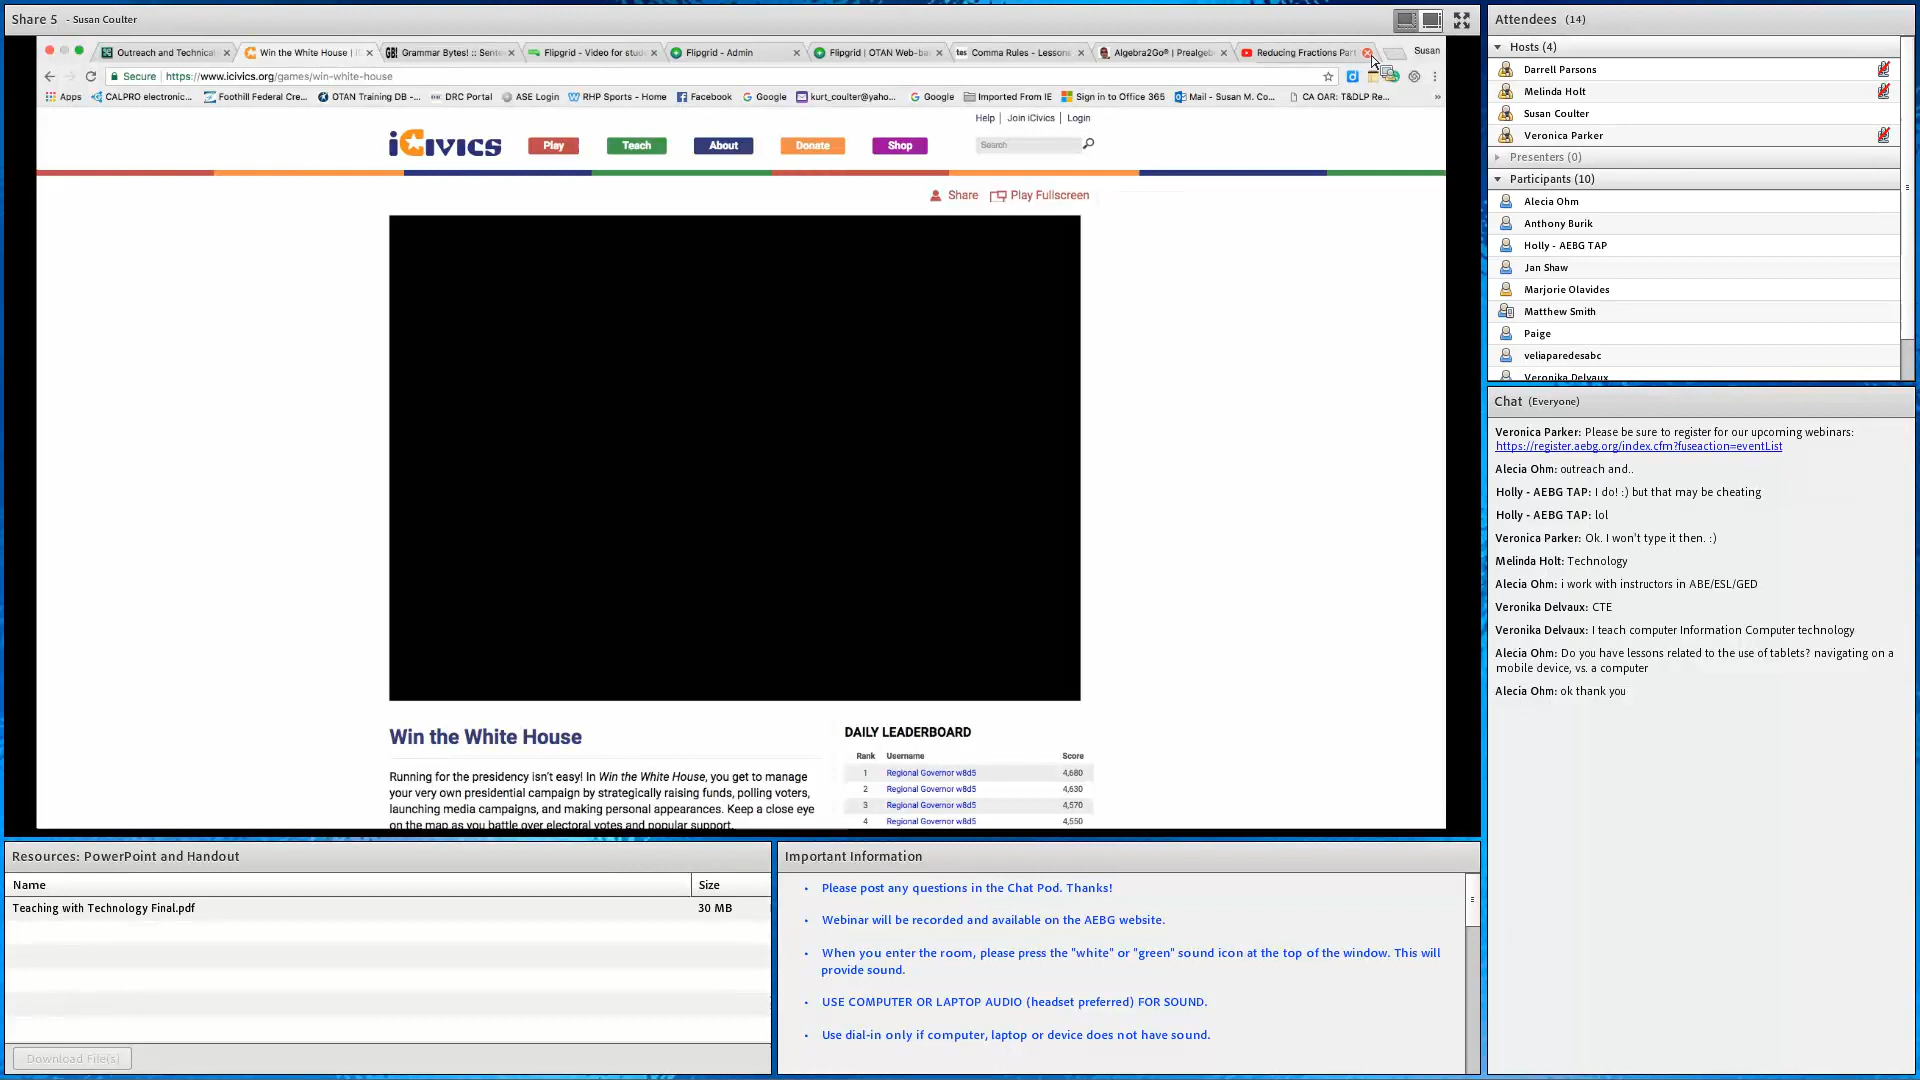 Share 5 - Susan Coulter
Outreach and Technical
Win the White House | i
Grammar Bytes! :: Sente
Flipgrid - Video for stud
Flipgrid - Admin
Flipgrid | OTAN Web-ba
Comma Rules - Lessons
Algebra2Go® | Prealgeb
Reducing Fractions Part
Susan
Secure https://www.icivics.org/games/win-white-house
Apps CALPRO electronic... Foothill Federal Cre... OTAN Training DB -... DRC Portal ASE Login RHP Sports - Home Facebook Google kurt_coulter@yaho... Google Imported From IE Sign in to Office 365 Mail - Susan M. Co... CA OAR: T&DLP Re... »
Help | Join iCivics | Login
iCivics Play Teach About Donate Shop Search
Share Play Fullscreen
Win the White House
Running for the presidency isn't easy! In Win the White House, you get to manage
your very own presidential campaign by strategically raising funds, polling voters,
launching media campaigns, and making personal appearances. Keep a close eye
on the map as you battle over electoral votes and popular support.
DAILY LEADERBOARD
Rank Username Score
1 Regional Governor w8d5 4,680
2 Regional Governor w8d5 4,630
3 Regional Governor w8d5 4,570
4 Regional Governor w8d5 4,550
Attendees (14)
Hosts (4)
Darrell Parsons
Melinda Holt
Susan Coulter
Veronica Parker
Presenters (0)
Participants (10)
Alecia Ohm
Anthony Burik
Holly - AEBG TAP
Jan Shaw
Marjorie Olavides
Matthew Smith
Paige
veliaparedesabc
Veronika Delvaux
Chat (Everyone)
Veronica Parker: Please be sure to register for our upcoming webinars:
https://register.aebg.org/index.cfm?fuseaction=eventList
Alecia Ohm: outreach and..
Holly - AEBG TAP: I do! :) but that may be cheating
Holly - AEBG TAP: lol
Veronica Parker: Ok. I won't type it then. :)
Melinda Holt: Technology
Alecia Ohm: i work with instructors in ABE/ESL/GED
Veronika Delvaux: CTE
Veronika Delvaux: I teach computer Information Computer technology
Alecia Ohm: Do you have lessons related to the use of tablets? navigating on a
mobile device, vs. a computer
Alecia Ohm: ok thank you
Resources: PowerPoint and Handout
Name Size
Teaching with Technology Final.pdf 30 MB
Download File(s)
Important Information
• Please post any questions in the Chat Pod. Thanks!
• Webinar will be recorded and available on the AEBG website.
• When you enter the room, please press the "white" or "green" sound icon at the top of the window. This will
provide sound.
• USE COMPUTER OR LAPTOP AUDIO (headset preferred) FOR SOUND.
• Use dial-in only if computer, laptop or device does not have sound.